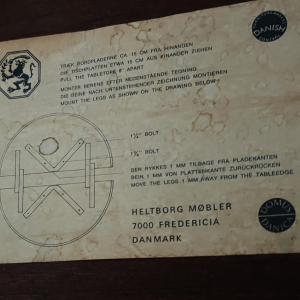 DANISH
TRÆK BORDPLADERNE CA. 15 CM FRA HINANDEN
DIE TISCHPLATTEN ETWA 15 CM AUS KINANDER ZIEHEN
PULL THE TABLETOPS 6" APART
MONTER BENENE EFTER NEDENSTÅENDE TEGNING
DIE BEINE NACH UNTENSTEHENDER ZEICHNUNG MONTIEREN
MOUNT THE LEGS AS SHOWN ON THE DRAWING BELOW
1½" BOLT
1¾" BOLT
BEN RYKKES 1 MM TILBAGE FRA PLADEKANTEN
BEIN 1 MM VON PLATTENKANTE ZURÜCKRÜCKEN
MOVE THE LEGS 1 MM AWAY FROM THE TABLEEDGE
HELTBORG MØBLER
7000 FREDERICIA
DANMARK
DOMUS
DANICA